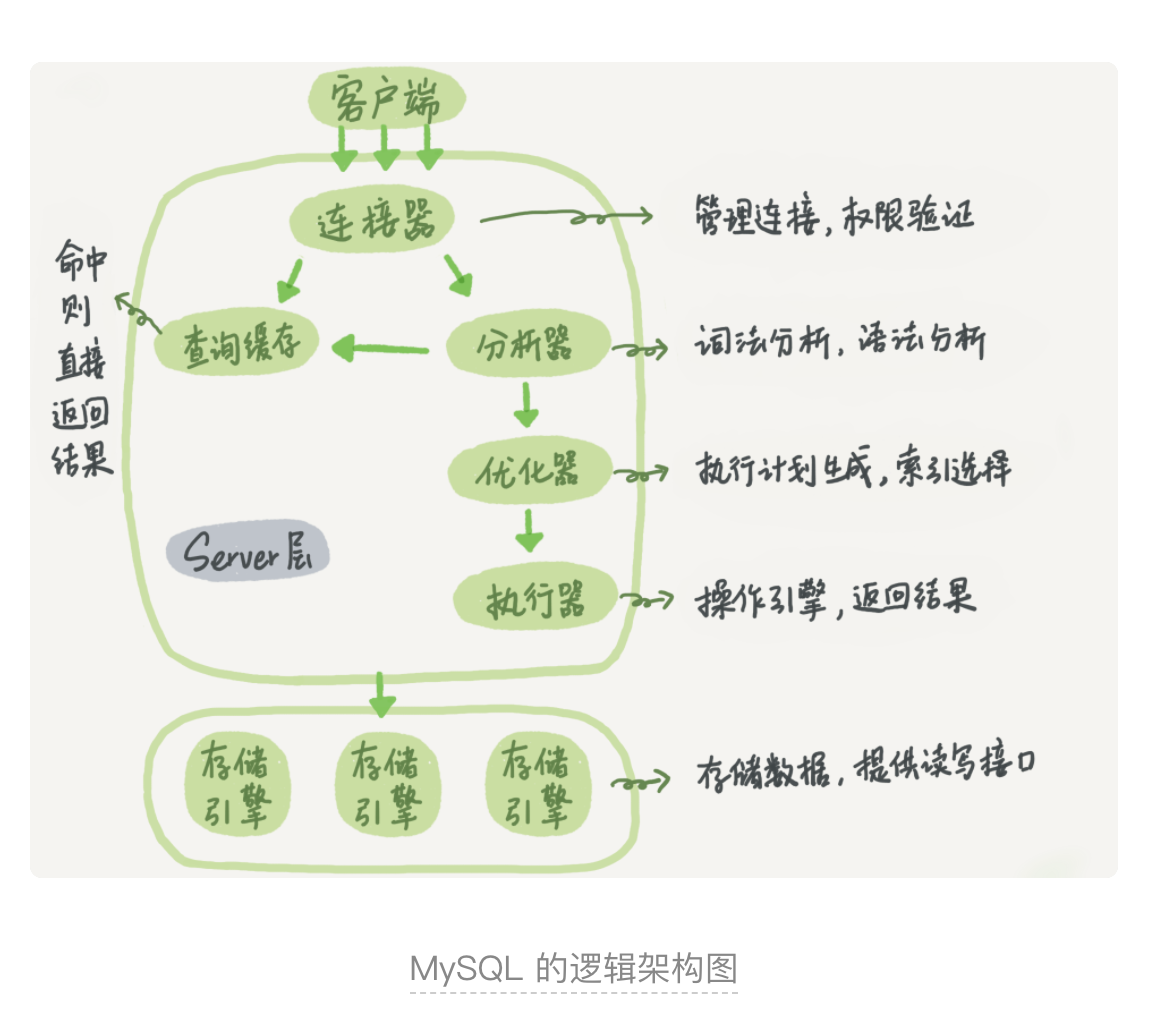 客户端
连接器
管理连接,权限验证
命中
则
直接
返回
结果
查询缓存
分析器
词法分析,语法分析
优化器
执行计划生成,索引选择
Server层
执行器
操作引擎,返回结果
存储
引擎
存储
引擎
存储
引擎
存储数据,提供读写接口
MySQL 的逻辑架构图